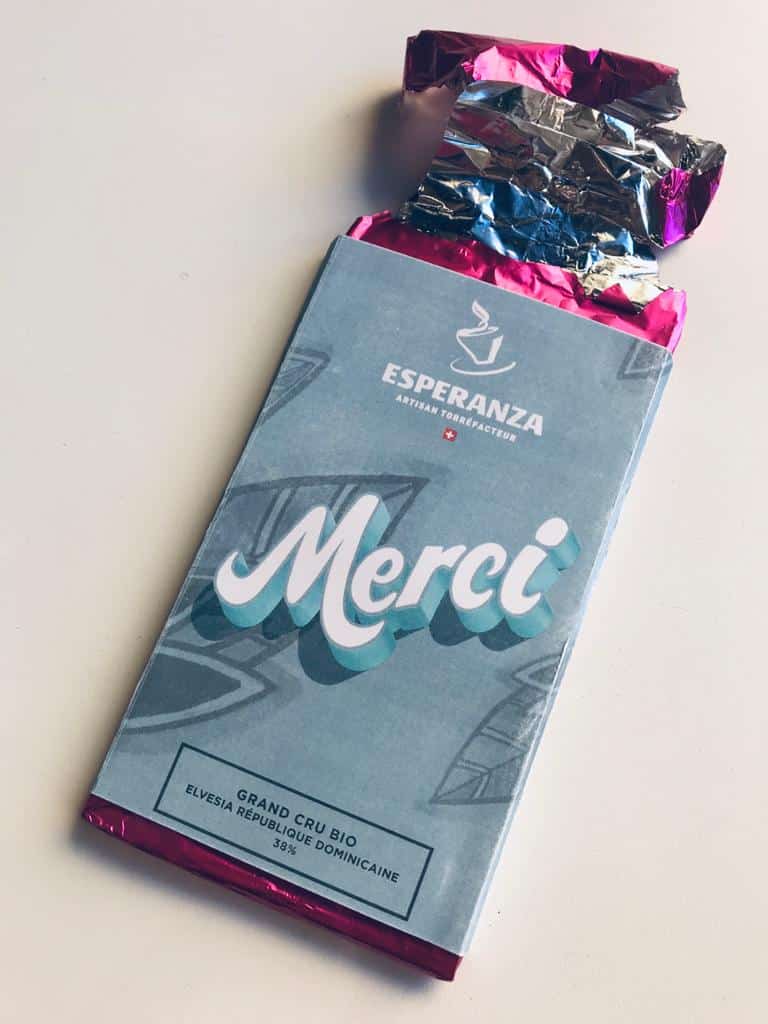 ESPERANZA
ARTISAN TORRÉFACTEUR
Merci
GRAND CRU BIO
ELVESIA RÉPUBLIQUE DOMINICAINE
38%